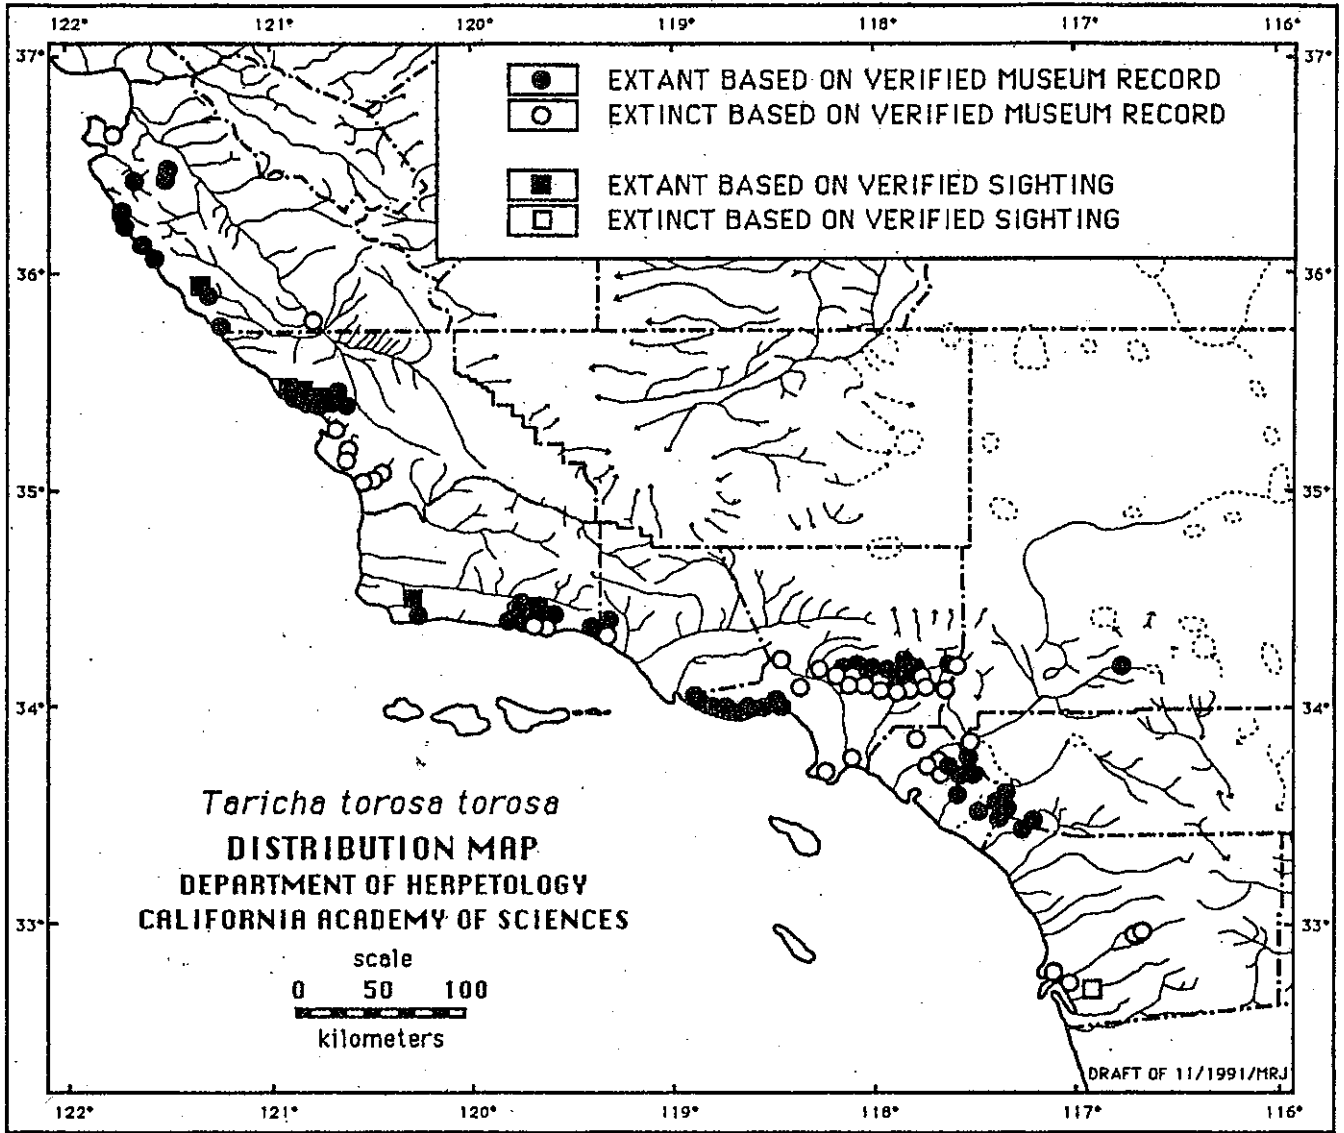 122° 121° 120° 119° 118° 117° 116°
37° 37°
EXTANT BASED ON VERIFIED MUSEUM RECORD
EXTINCT BASED ON VERIFIED MUSEUM RECORD
EXTANT BASED ON VERIFIED SIGHTING
EXTINCT BASED ON VERIFIED SIGHTING
36° 36°
35° 35°
34° 34°
Taricha torosa torosa
DISTRIBUTION MAP
DEPARTMENT OF HERPETOLOGY
CALIFORNIA ACADEMY OF SCIENCES
33° 33°
scale
0 50 100
kilometers
DRAFT OF 11/1991/MRJ
122° 121° 120° 119° 118° 117° 116°